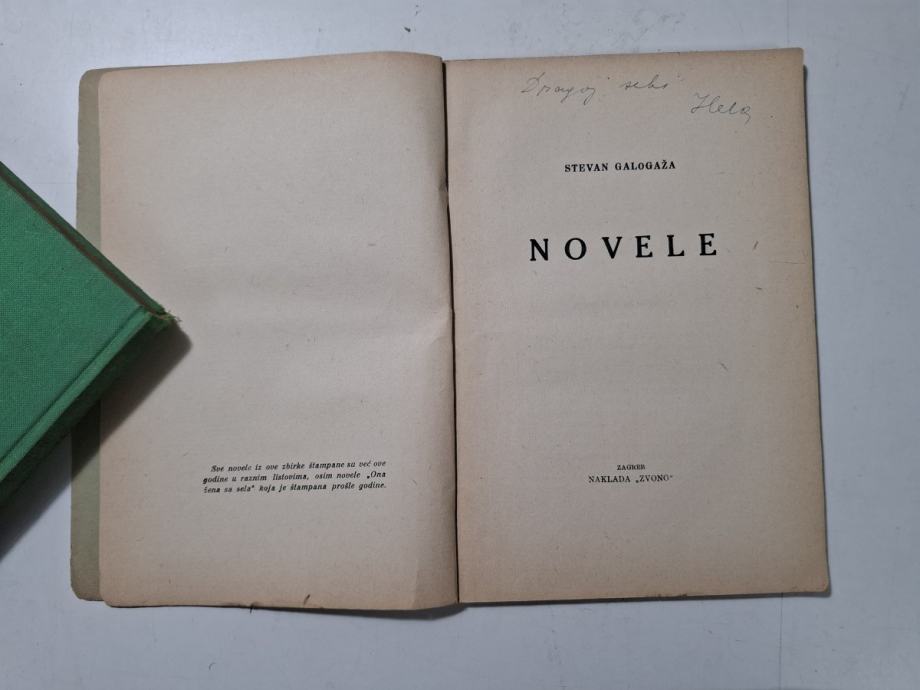 Sve novele iz ove zbirke štampane su već ove
godine u raznim listovima, osim novele „Ona
žena sa sela“ koja je štampana prošle godine.
Dragoj sebi
Hela
STEVAN GALOGAŽA
NOVELE
ZAGREB
NAKLADA „ZVONO“